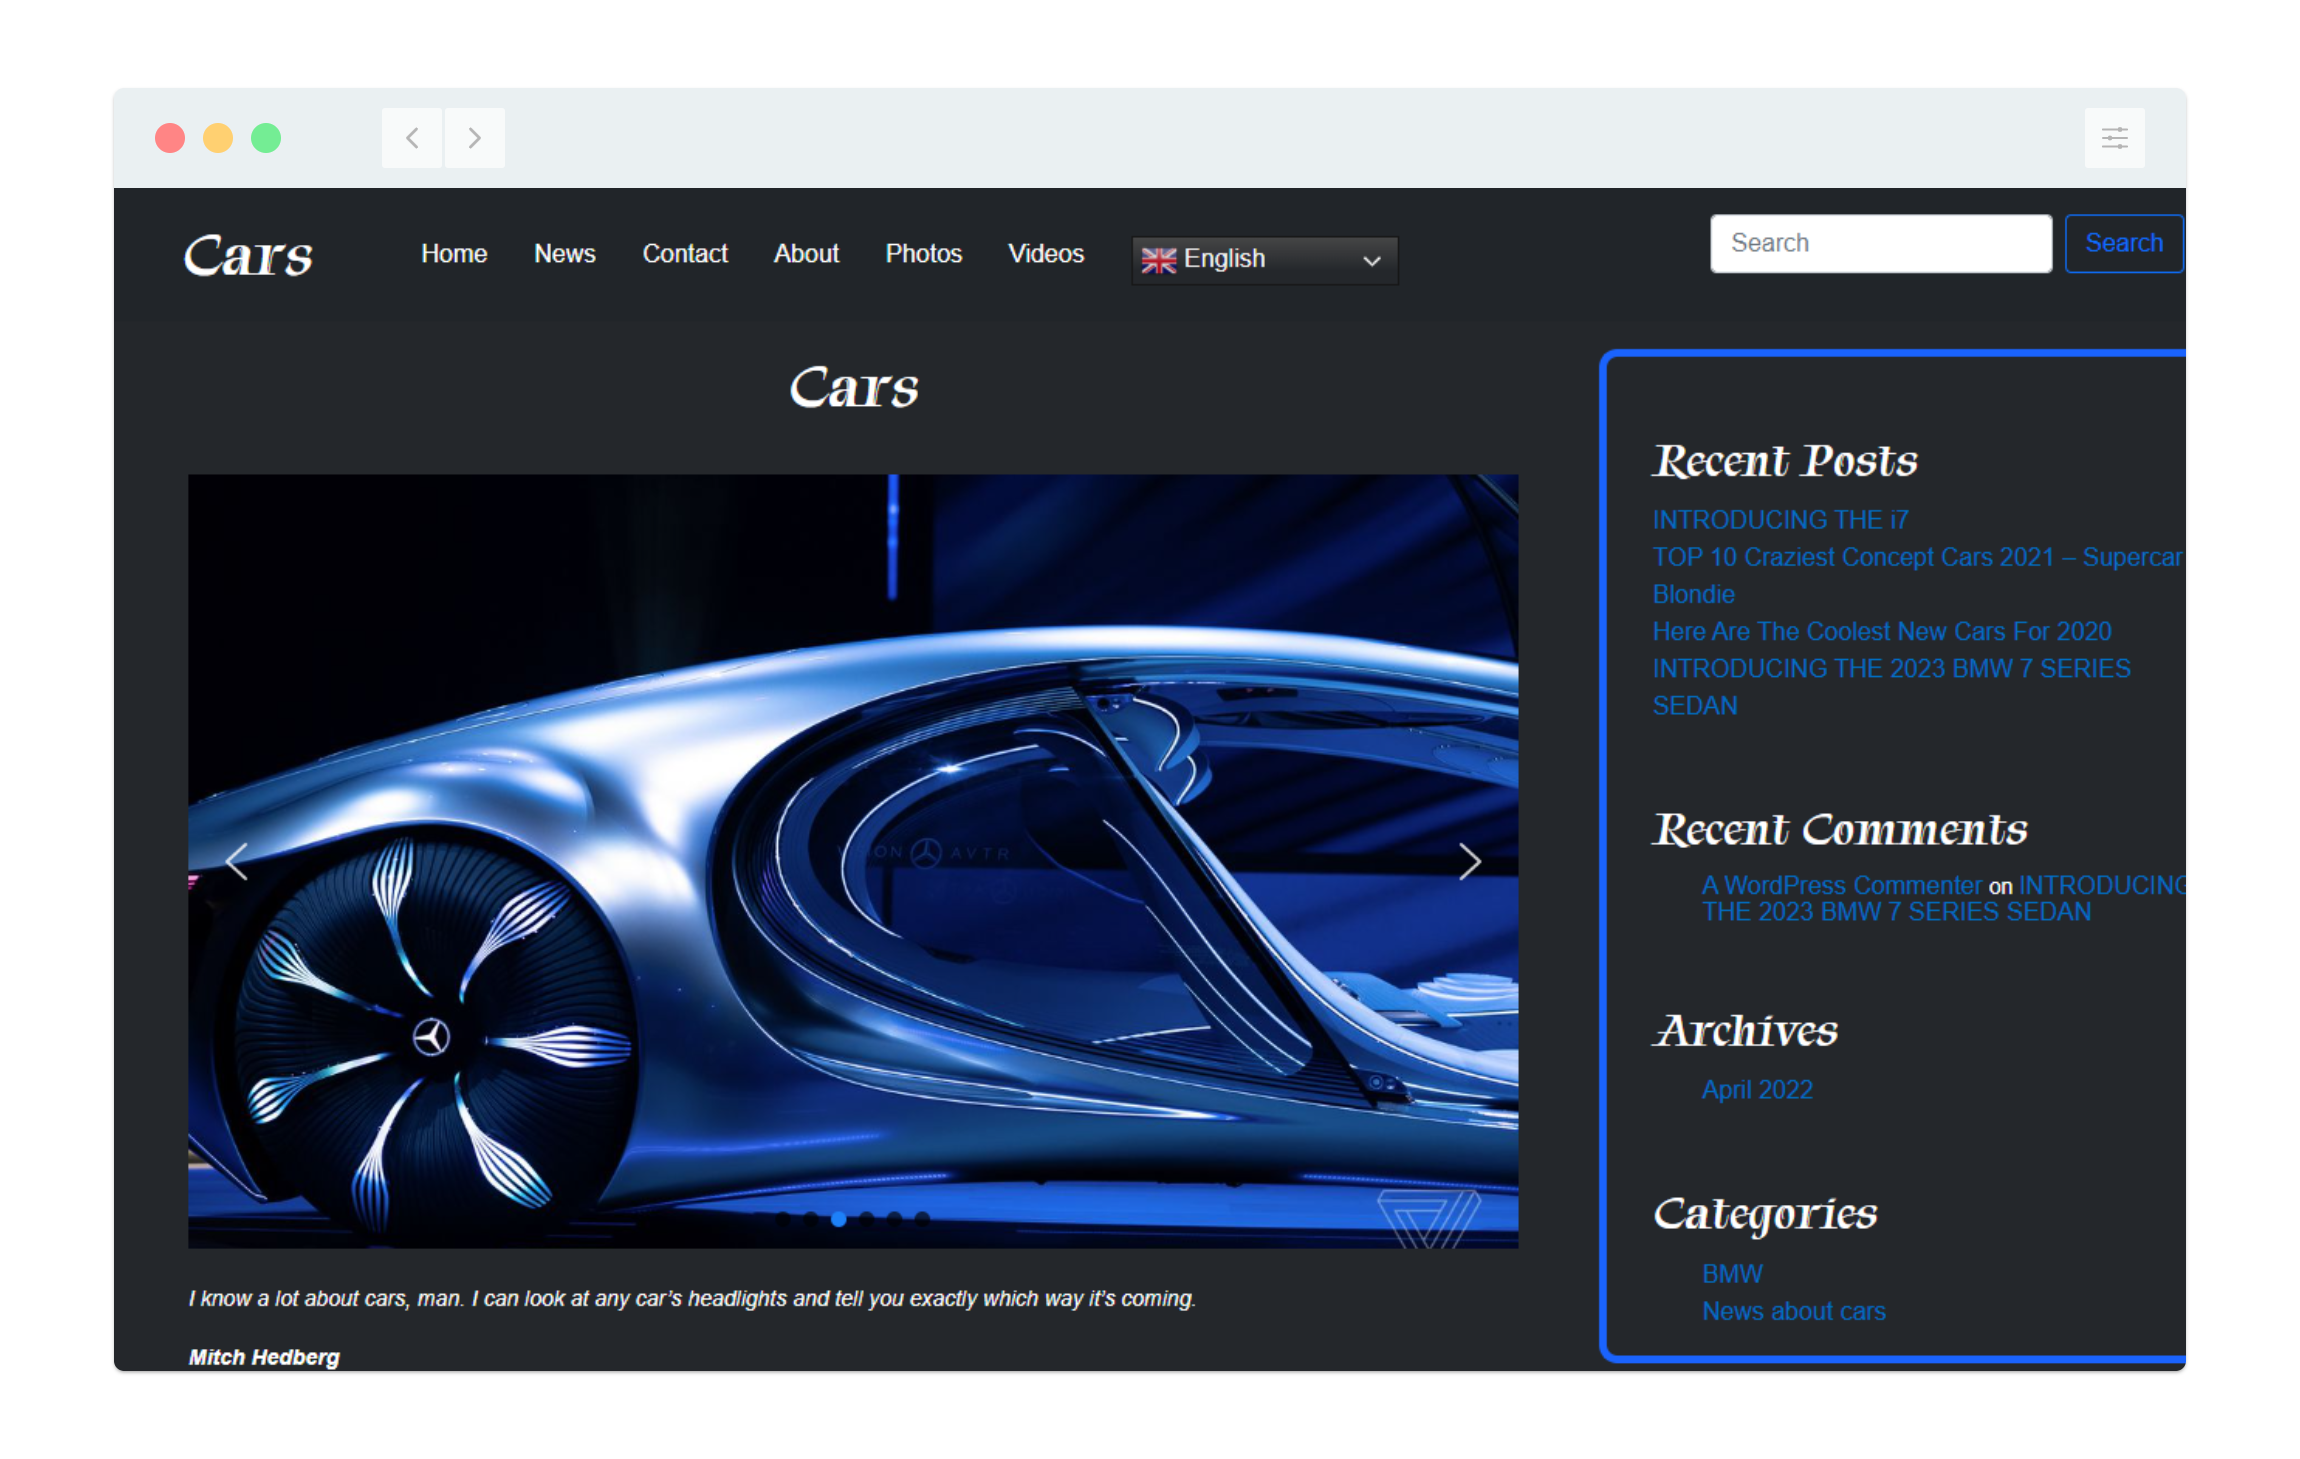 Cars
Home
News
Contact
About
Photos
Videos
English
Search
Search
Cars
Recent Posts
INTRODUCING THE i7
TOP 10 Craziest Concept Cars 2021 – Supercar
Blondie
Here Are The Coolest New Cars For 2020
INTRODUCING THE 2023 BMW 7 SERIES
SEDAN
Recent Comments
A WordPress Commenter on INTRODUCING
THE 2023 BMW 7 SERIES SEDAN
Archives
April 2022
Categories
BMW
News about cars
AVTR
I know a lot about cars, man. I can look at any car's headlights and tell you exactly which way it's coming.
Mitch Hedberg